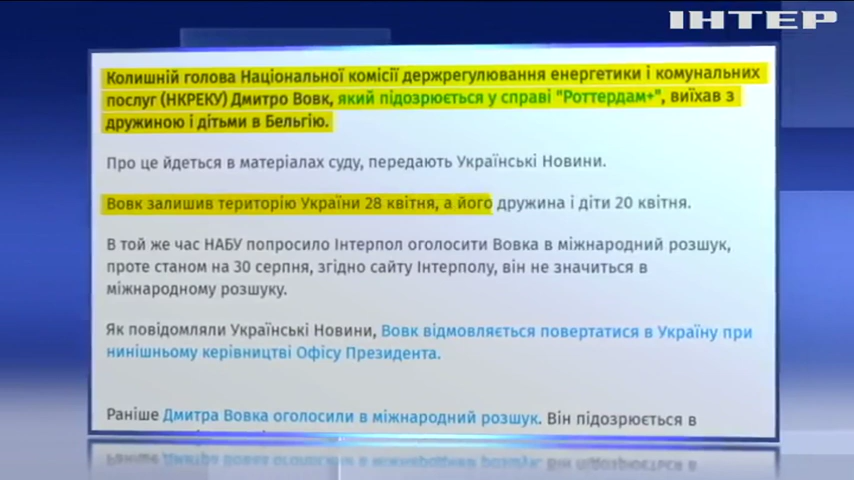 ІНТЕР
Колишній голова Національної комісії держрегулювання енергетики і комунальних
послуг (НКРЕКУ) Дмитро Вовк, який підозрюється у справі "Роттердам+", виїхав з
дружиною і дітьми в Бельгію.
Про це йдеться в матеріалах суду, передають Українські Новини.
Вовк залишив територію України 28 квітня, а його дружина і діти 20 квітня.
В той же час НАБУ попросило Інтерпол оголосити Вовка в міжнародний розшук,
проте станом на 30 серпня, згідно сайту Інтерполу, він не значиться в
міжнародному розшуку.
Як повідомляли Українські Новини, Вовк відмовляється повертатися в Україну при
нинішньому керівництві Офісу Президента.
Раніше Дмитра Вовка оголосили в міжнародний розшук. Він підозрюється в